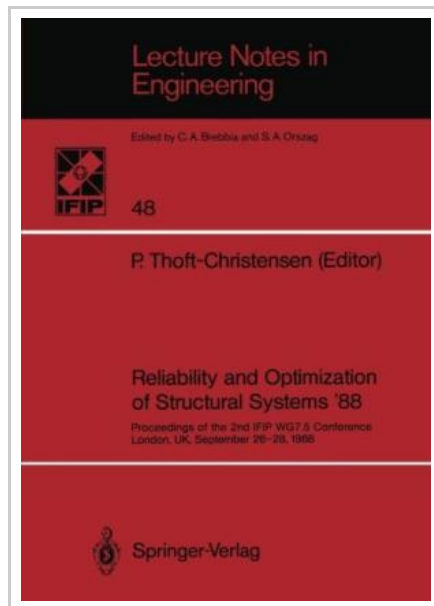 Lecture Notes in
Engineering
Edited by C. A. Brebbia and S. A. Orszag
IFIP
48
P. Thoft-Christensen (Editor)
Reliability and Optimization
of Structural Systems '88
Proceedings of the 2nd IFIP WG7.5 Conference
London, UK, September 26–28, 1988
Springer-Verlag